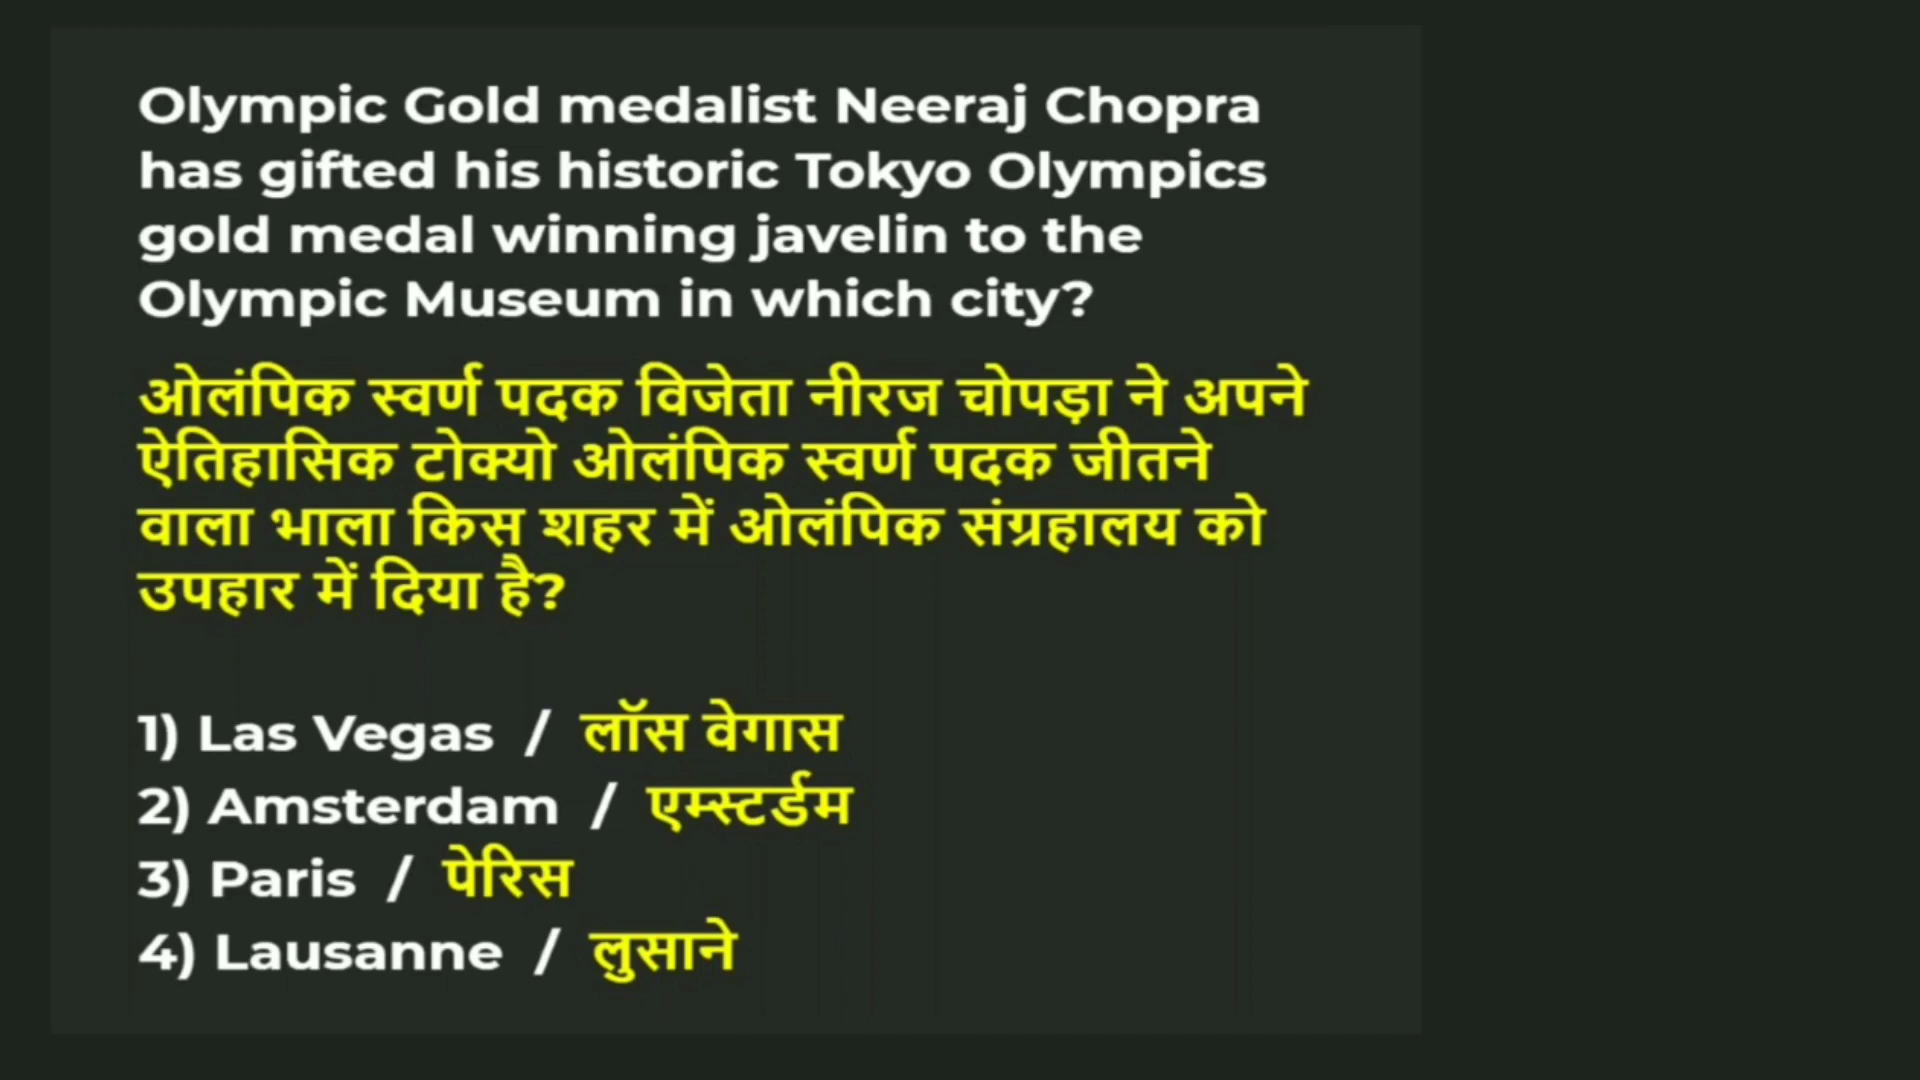 Olympic Gold medalist Neeraj Chopra
has gifted his historic Tokyo Olympics
gold medal winning javelin to the
Olympic Museum in which city?
ओलंपिक स्वर्ण पदक विजेता नीरज चोपड़ा ने अपने
ऐतिहासिक टोक्यो ओलंपिक स्वर्ण पदक जीतने
वाला भाला किस शहर में ओलंपिक संग्रहालय को
उपहार में दिया है?
1) Las Vegas / लॉस वेगास
2) Amsterdam / एम्स्टर्डम
3) Paris / पेरिस
4) Lausanne / लुसाने